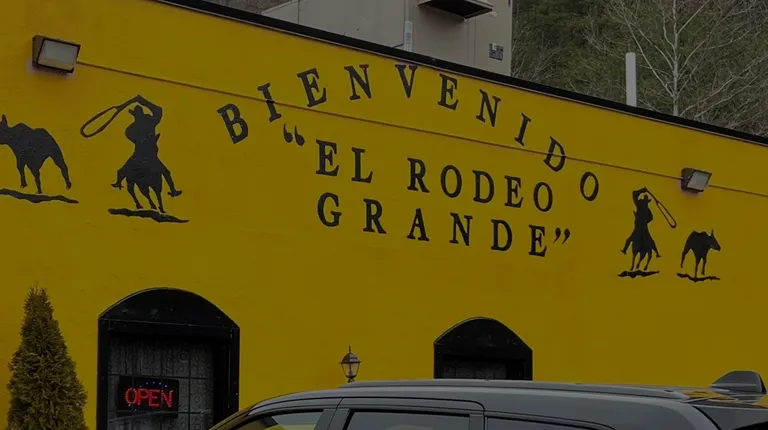 BIENVENIDO
“EL RODEO
GRANDE”
OPEN